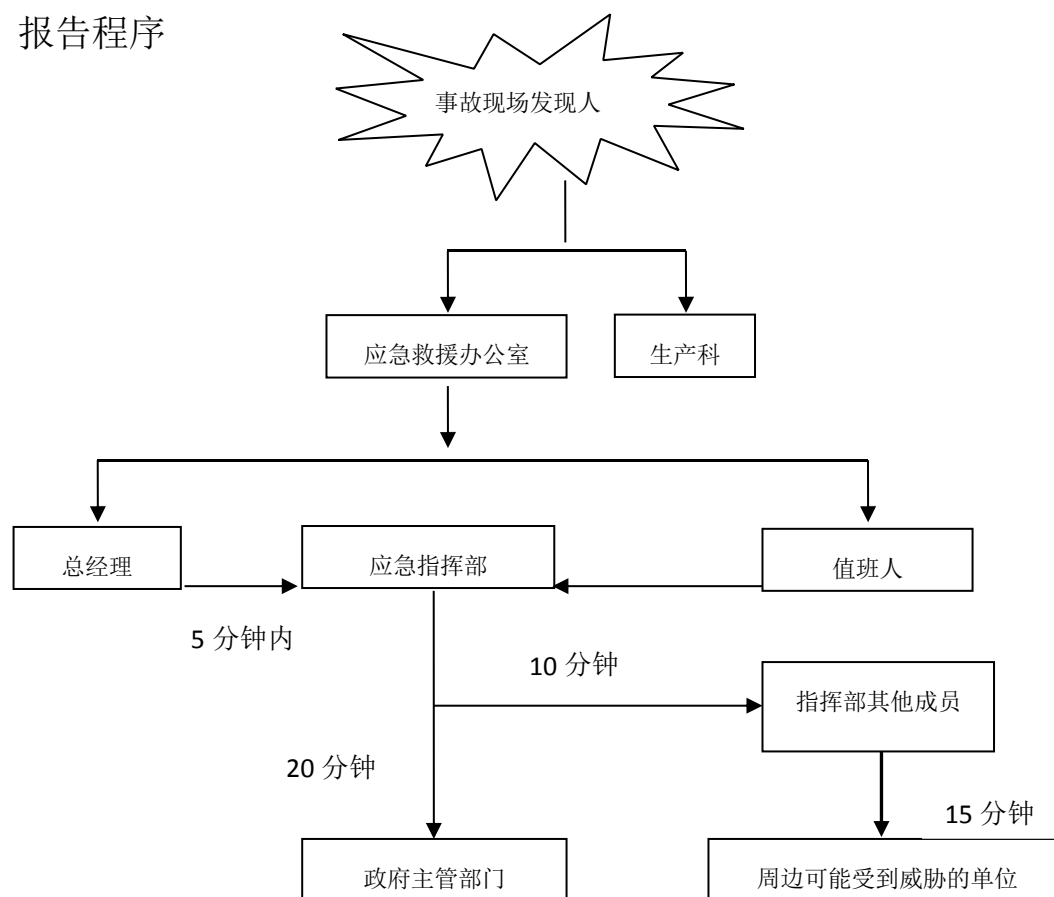 报告程序
事故现场发现人
应急救援办公室
生产科
总经理
应急指挥部
值班人
5 分钟内
10 分钟
指挥部其他成员
20 分钟
15 分钟
政府主管部门
周边可能受到威胁的单位